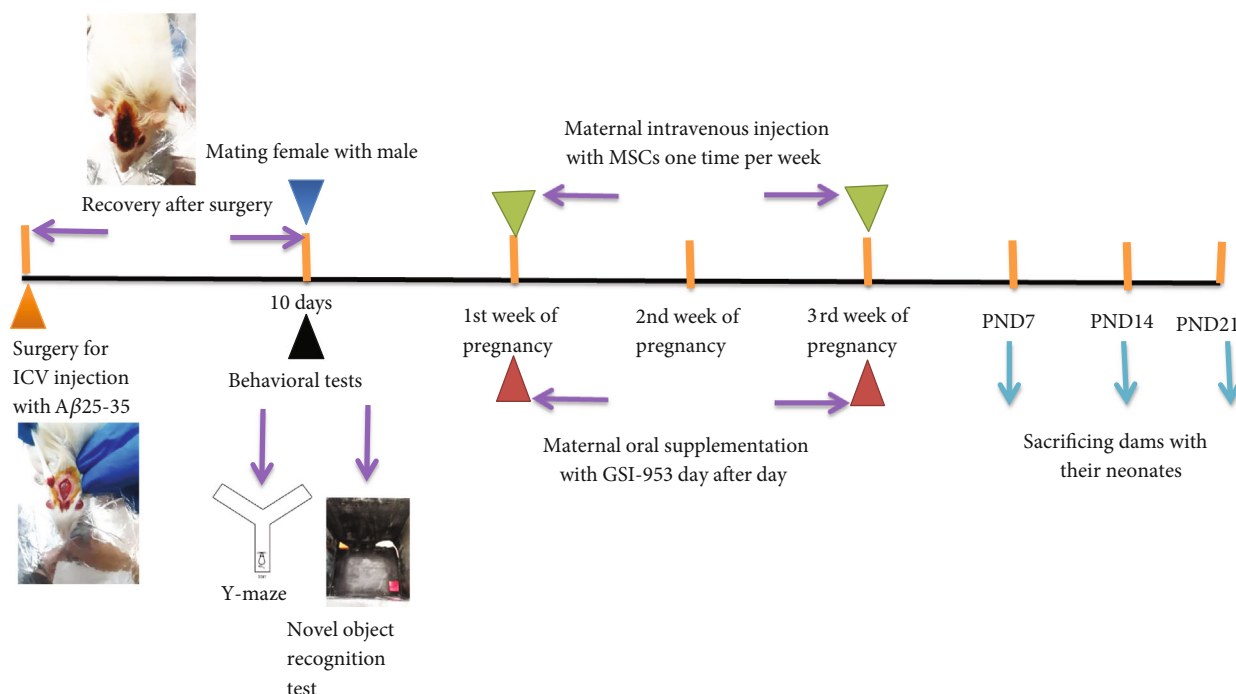 Mating female with male
Recovery after surgery
Maternal intravenous injection
with MSCs one time per week
10 days
1st week of
pregnancy
2nd week of
pregnancy
3rd week of
pregnancy
PND7
PND14
PND21
Surgery for
ICV injection
with Aβ25-35
Behavioral tests
Maternal oral supplementation
with GSI-953 day after day
Sacrificing dams with
their neonates
Y-maze
Novel object
recognition
test